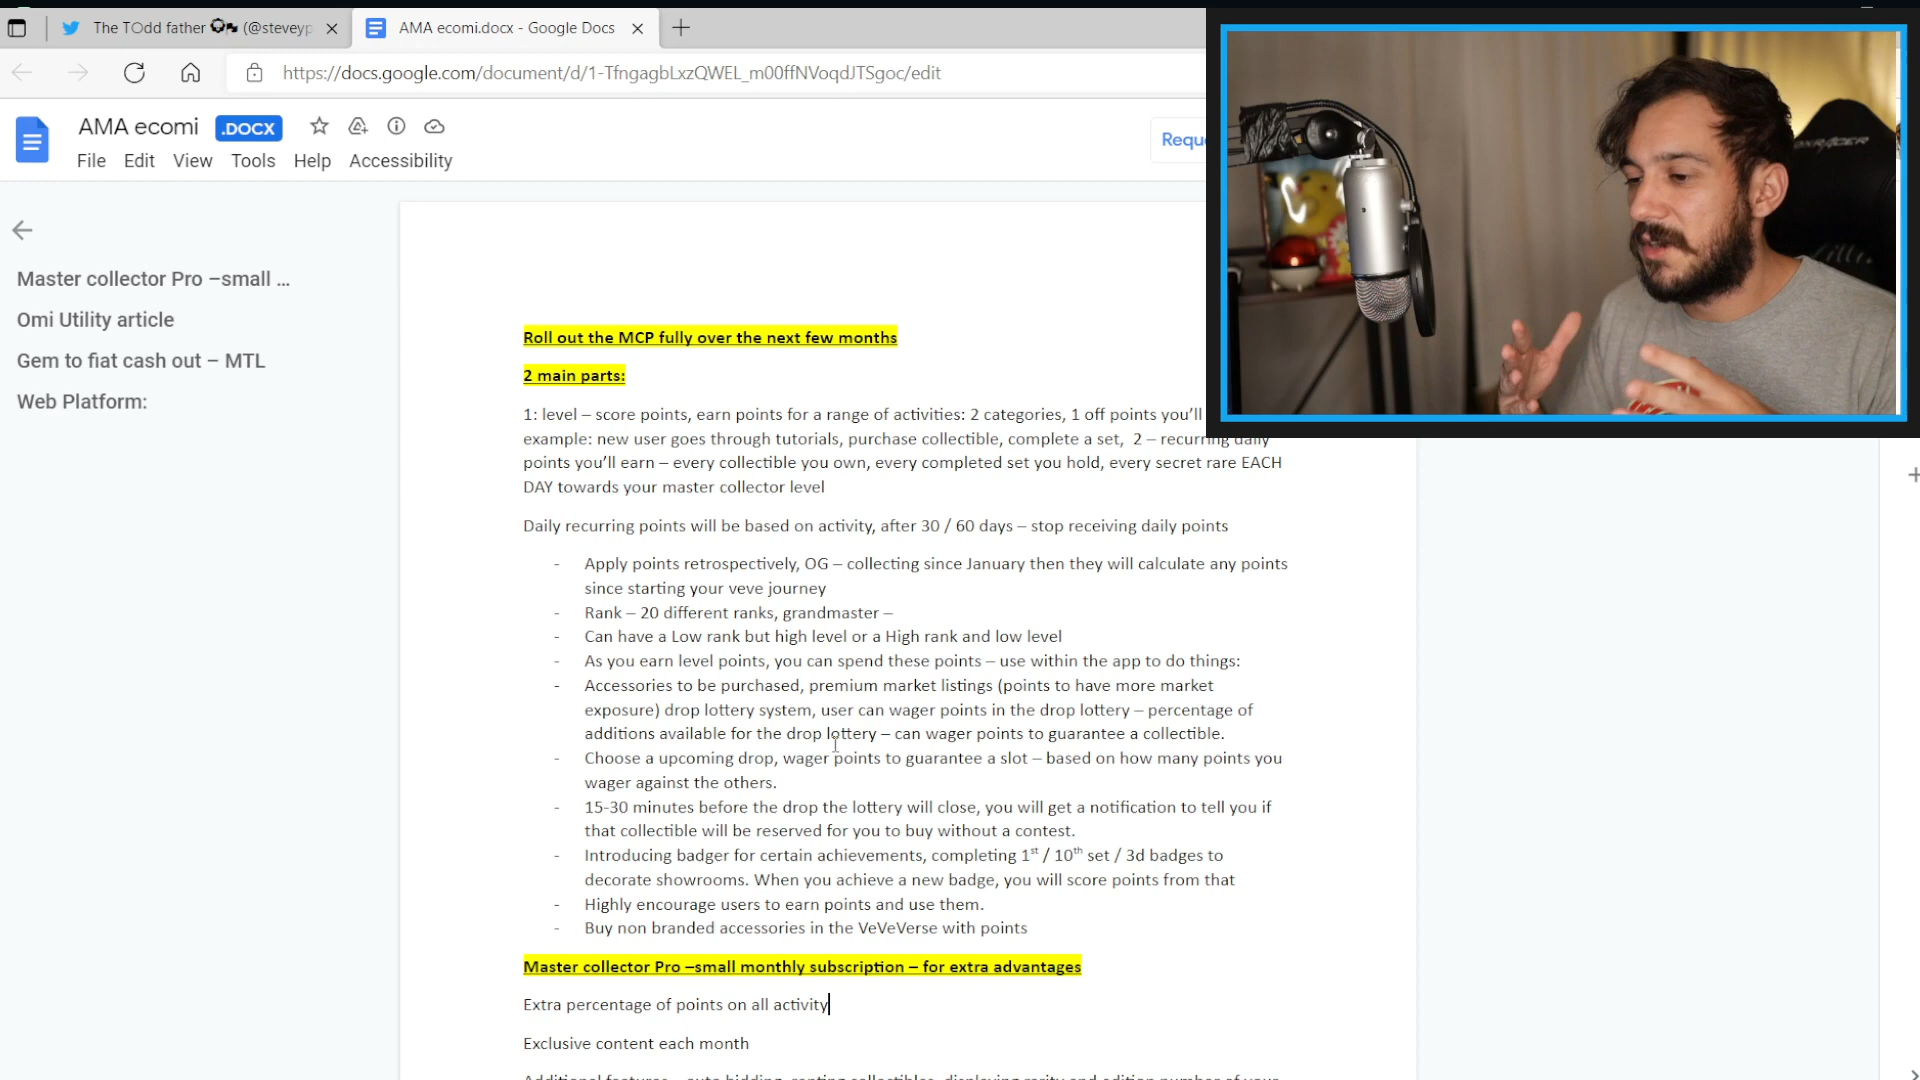 The TOdd father (@steveyp
AMA ecomi.docx - Google Docs
https://docs.google.com/document/d/1-TfngagbLxzQWEL_m00ffNVoqdJTSgoc/edit
AMA ecomi .DOCX
Requ
File Edit View Tools Help Accessibility
Master collector Pro –small ...
Omi Utility article
Gem to fiat cash out – MTL
Web Platform:
Roll out the MCP fully over the next few months
2 main parts:
1: level – score points, earn points for a range of activities: 2 categories, 1 off points you'll
example: new user goes through tutorials, purchase collectible, complete a set, 2 – recurring daily
points you'll earn – every collectible you own, every completed set you hold, every secret rare EACH
DAY towards your master collector level
Daily recurring points will be based on activity, after 30 / 60 days – stop receiving daily points
- Apply points retrospectively, OG – collecting since January then they will calculate any points
since starting your veve journey
- Rank – 20 different ranks, grandmaster –
- Can have a Low rank but high level or a High rank and low level
- As you earn level points, you can spend these points – use within the app to do things:
- Accessories to be purchased, premium market listings (points to have more market
exposure) drop lottery system, user can wager points in the drop lottery – percentage of
additions available for the drop lottery – can wager points to guarantee a collectible.
- Choose a upcoming drop, wager points to guarantee a slot – based on how many points you
wager against the others.
- 15-30 minutes before the drop the lottery will close, you will get a notification to tell you if
that collectible will be reserved for you to buy without a contest.
- Introducing badger for certain achievements, completing 1st / 10th set / 3d badges to
decorate showrooms. When you achieve a new badge, you will score points from that
- Highly encourage users to earn points and use them.
- Buy non branded accessories in the VeVeVerse with points
Master collector Pro –small monthly subscription – for extra advantages
Extra percentage of points on all activity
Exclusive content each month